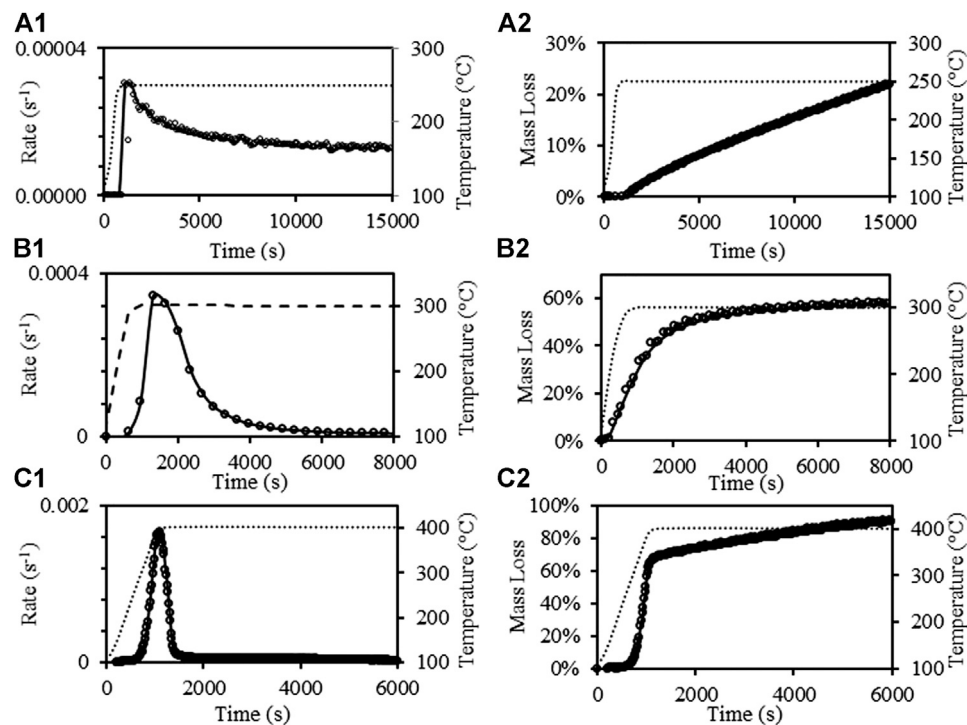 A1
0.00004
0.00000
Rate (s-1)
300
250
200
150
100
Temperature (°C)
0
5000
10000
15000
Time (s)
A2
30%
20%
10%
0%
Mass Loss
300
250
200
150
100
Temperature (°C)
0
5000
10000
15000
Time (s)
B1
0.0004
0
Rate (s-1)
300
200
100
Temperature (°C)
0
2000
4000
6000
8000
Time (s)
B2
60%
40%
20%
0%
Mass Loss
300
200
100
Temperature (°C)
0
2000
4000
6000
8000
Time (s)
C1
0.002
0
Rate (s-1)
400
300
200
100
Temperature (°C)
0
2000
4000
6000
Time (s)
C2
100%
80%
60%
40%
20%
0%
Mass Loss
400
300
200
100
Temperature (°C)
0
2000
4000
6000
Time (s)